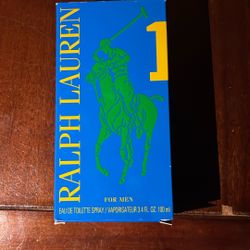 RALPH LAUREN
1
FOR MEN
EAU DE TOILETTE SPRAY / VAPORISATEUR 3.4 FL. OZ. 100 ml